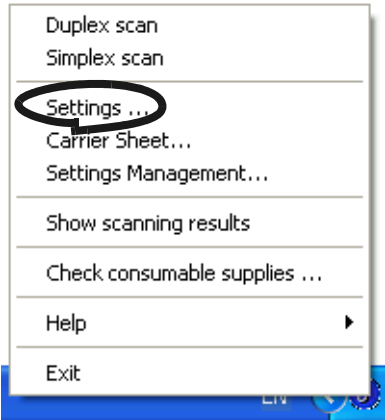 Duplex scan
Simplex scan
Settings ...
Carrier Sheet...
Settings Management...
Show scanning results
Check consumable supplies ...
Help
Exit
EN